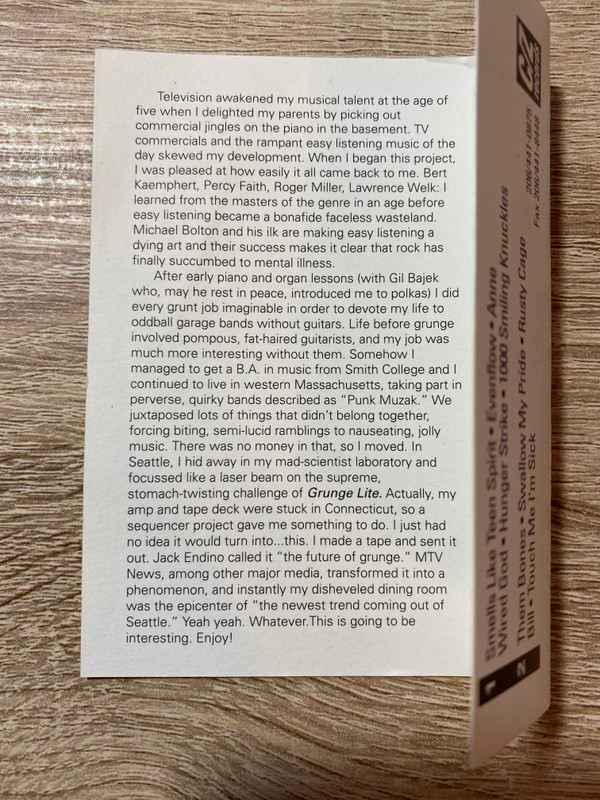 Television awakened my musical talent at the age of
five when I delighted my parents by picking out
commercial jingles on the piano in the basement. TV
commercials and the rampant easy listening music of the
day skewed my development. When I began this project,
I was pleased at how easily it all came back to me. Bert
Kaemphert, Percy Faith, Roger Miller, Lawrence Welk: I
learned from the masters of the genre in an age before
easy listening became a bonafide faceless wasteland.
Michael Bolton and his ilk are making easy listening a
dying art and their success makes it clear that rock has
finally succumbed to mental illness.
After early piano and organ lessons (with Gil Bajek
who, may he rest in peace, introduced me to polkas) I did
every grunt job imaginable in order to devote my life to
oddball garage bands without guitars. Life before grunge
involved pompous, fat-haired guitarists, and my job was
much more interesting without them. Somehow I
managed to get a B.A. in music from Smith College and I
continued to live in western Massachusetts, taking part in
perverse, quirky bands described as “Punk Muzak.” We
juxtaposed lots of things that didn’t belong together,
forcing biting, semi-lucid ramblings to nauseating, jolly
music. There was no money in that, so I moved. In
Seattle, I hid away in my mad-scientist laboratory and
focussed like a laser beam on the supreme,
stomach-twisting challenge of Grunge Lite. Actually, my
amp and tape deck were stuck in Connecticut, so a
sequencer project gave me something to do. I just had
no idea it would turn into...this. I made a tape and sent it
out. Jack Endino called it “the future of grunge.” MTV
News, among other major media, transformed it into a
phenomenon, and instantly my disheveled dining room
was the epicenter of “the newest trend coming out of
Seattle.” Yeah yeah. Whatever.This is going to be
interesting. Enjoy!
1 Smells Like Teen Spirit • Evenflow • Anne
Wired God • Hunger Strike • 1000 Smiling Knuckles
2 Them Bones • Swallow My Pride • Rusty Cage
Bill • Touch Me I'm Sick
C/Z
records
206/441-0875
Fax 206/441-8448